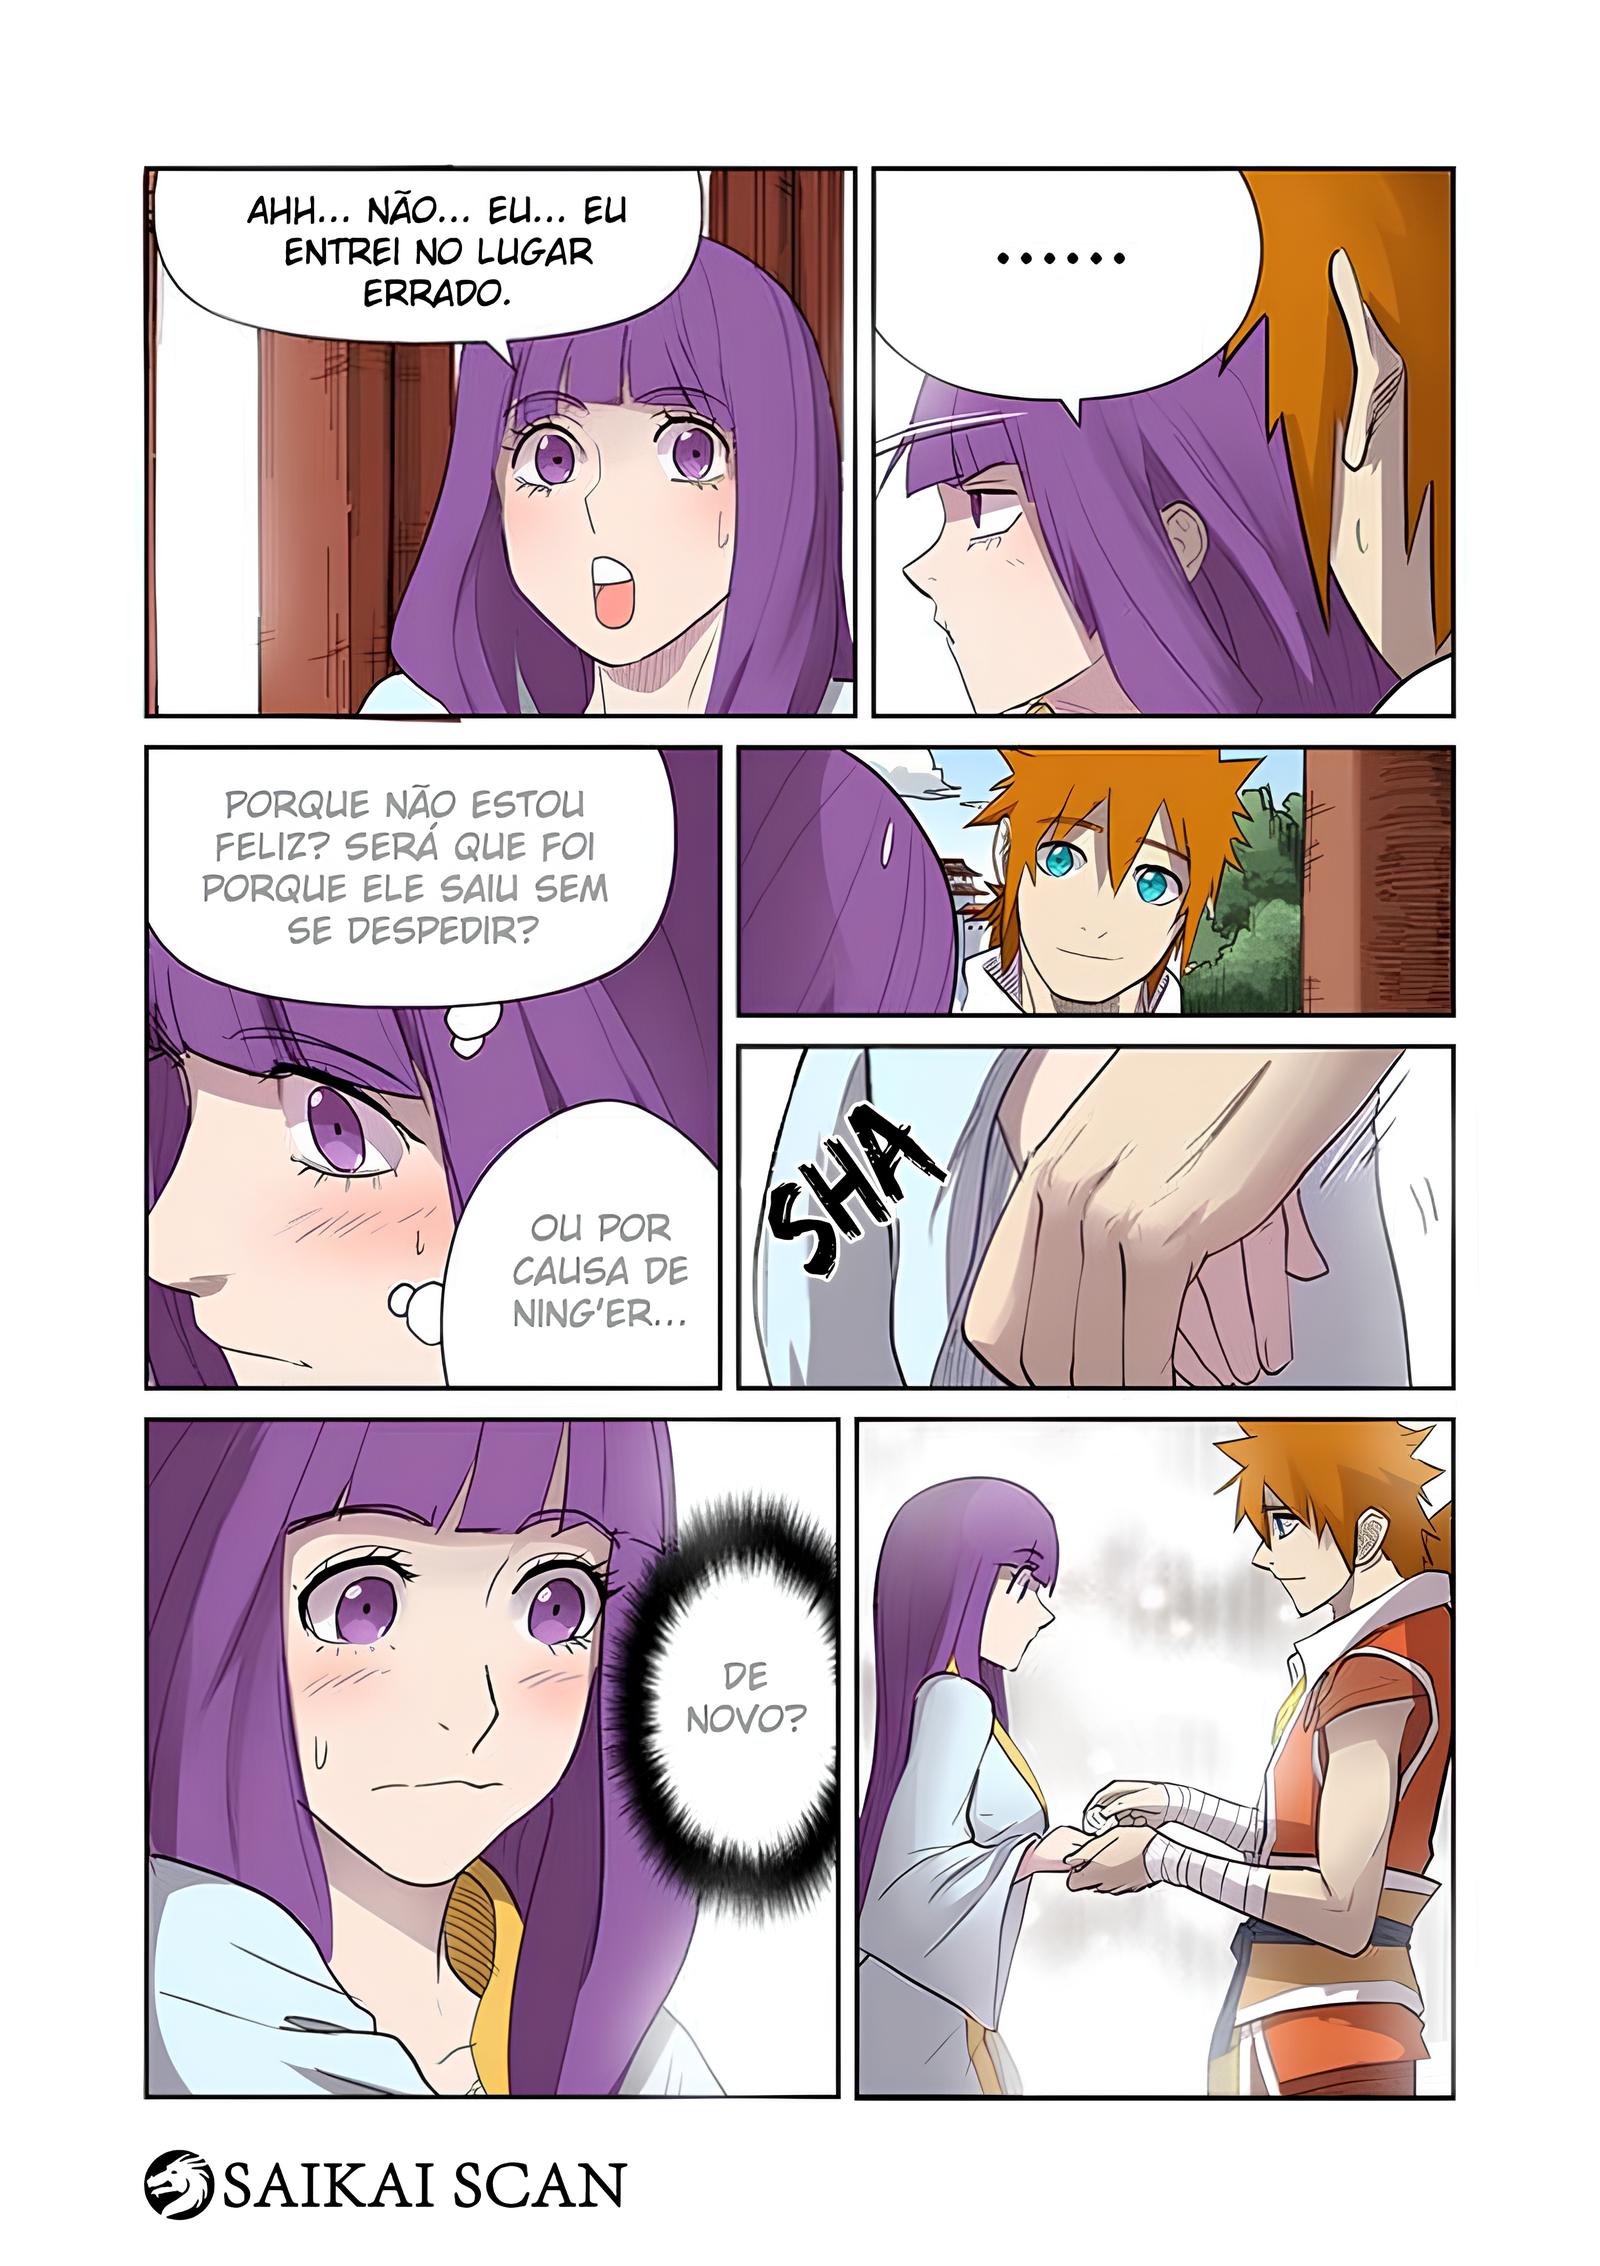 AHH... NÃO... EU... EU
ENTREI NO LUGAR
ERRADO.
......
PORQUE NÃO ESTOU
FELIZ? SERÁ QUE FOI
PORQUE ELE SAIU SEM
SE DESPEDIR?
OU POR
CAUSA DE
NING'ER...
SHA
DE
NOVO?
SAIKAI SCAN